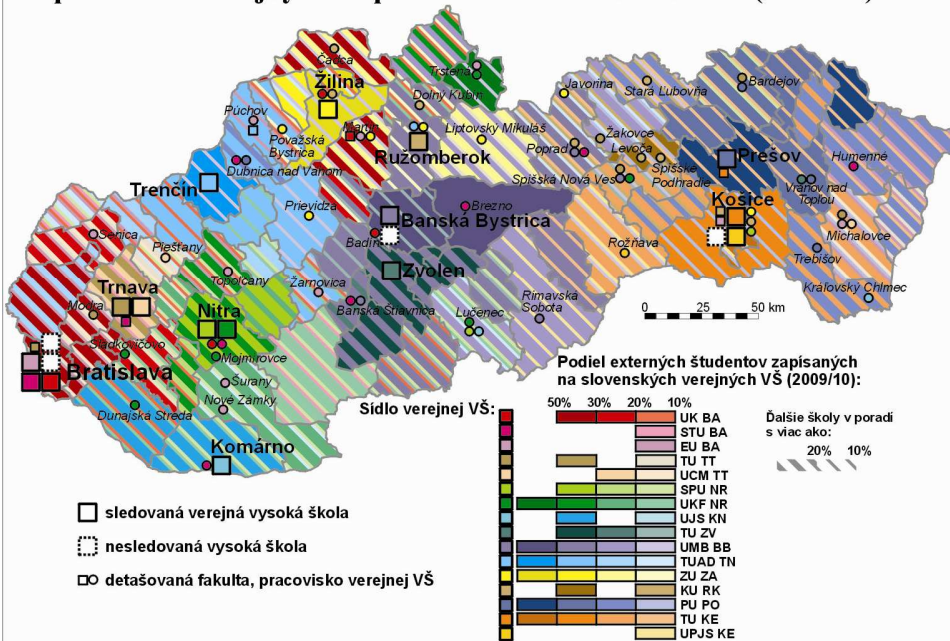 Čadca
Žilina
Trstená
Dolný Kubín
Javorina
Stará Ľubovňa
Bardejov
Púchov
Považská
Bystrica
Martin
Liptovský Mikuláš
Ružomberok
Poprad
Žakovce
Levoča
Spišské
Podhradie
Spišská Nová Ves
Prešov
Humenné
Vranov nad
Topľou
Dubnica nad Váhom
Trenčín
Prievidza
Banská Bystrica
Brezno
Badín
Košice
Michalovce
Rožňava
Trebišov
Kráľovský Chlmec
Senica
Piešťany
Topoľčany
Žarnovica
Zvolen
Banská Štiavnica
Lučenec
Rimavská
Sobota
0 25 50 km
Trnava
Modra
Nitra
Sládkovičovo
Mojmírovce
Bratislava
Šurany
Nové Zámky
Dunajská Streda
Komárno
Podiel externých študentov zapísaných
na slovenských verejných VŠ (2009/10):
Sídlo verejnej VŠ:
50% 30% 20% 10%
UK BA
STU BA
EU BA
TU TT
UCM TT
SPU NR
UKF NR
UJS KN
TU ZV
UMB BB
TUAD TN
ZU ZA
KU RK
PU PO
TU KE
UPJS KE
Ďalšie školy v poradí
s viac ako:
20% 10%
sledovaná verejná vysoká škola
nesledovaná vysoká škola
detašovaná fakulta, pracovisko verejnej VŠ